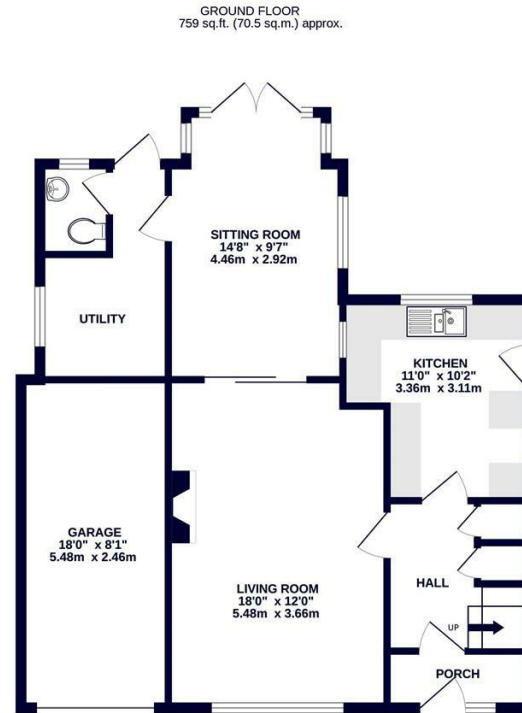 GROUND FLOOR
759 sq.ft. (70.5 sq.m.) approx.
SITTING ROOM
14'8" x 9'7"
4.46m x 2.92m
UTILITY
KITCHEN
11'0" x 10'2"
3.36m x 3.11m
GARAGE
18'0" x 8'1"
5.48m x 2.46m
LIVING ROOM
18'0" x 12'0"
5.48m x 3.66m
HALL
UP
PORCH